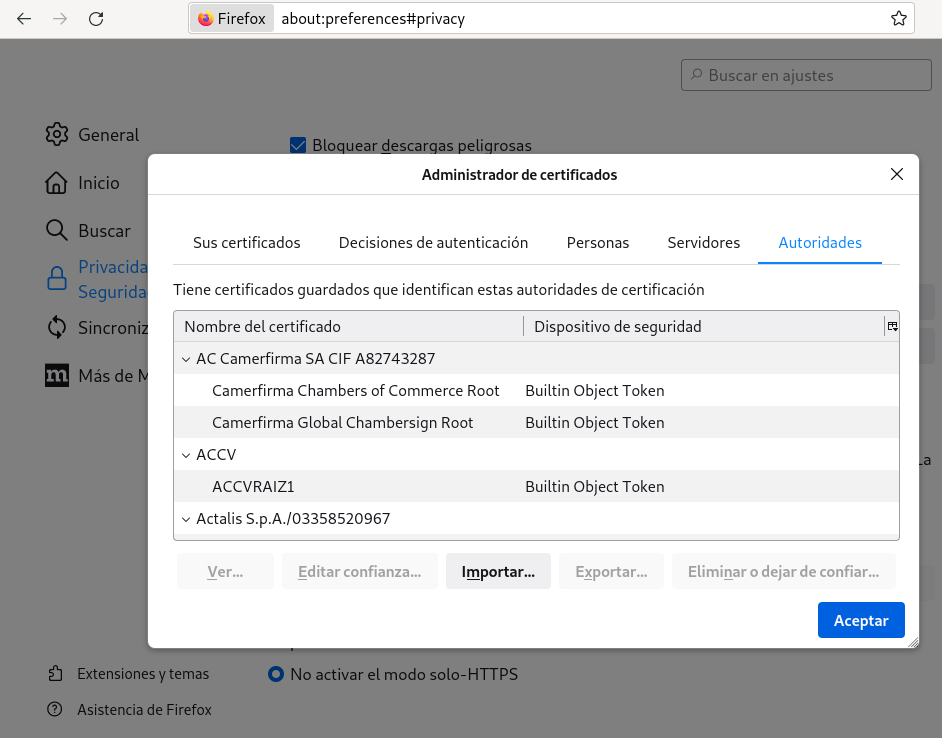 Firefox about:preferences#privacy
Buscar en ajustes
General
Bloquear descargas peligrosas
Inicio
Buscar
Privacida
Segurida
Sincroniz
Más de M
Administrador de certificados
Sus certificados Decisiones de autenticación Personas Servidores Autoridades
Tiene certificados guardados que identifican estas autoridades de certificación
Nombre del certificado Dispositivo de seguridad
AC Camerfirma SA CIF A82743287
Camerfirma Chambers of Commerce Root Builtin Object Token
Camerfirma Global Chambersign Root Builtin Object Token
ACCV
ACCVRAIZ1 Builtin Object Token
Actalis S.p.A./03358520967
La
Ver... Editar confianza... Importar... Exportar... Eliminar o dejar de confiar...
Aceptar
Extensiones y temas
No activar el modo solo-HTTPS
Asistencia de Firefox